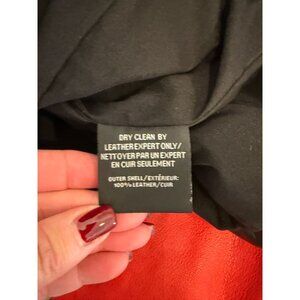 DRY CLEAN BY
LEATHER EXPERT ONLY/
NETTOYER PAR UN EXPERT
EN CUIR SEULEMENT
OUTER SHELL/EXTÉRIEUR:
100% LEATHER/CUIR